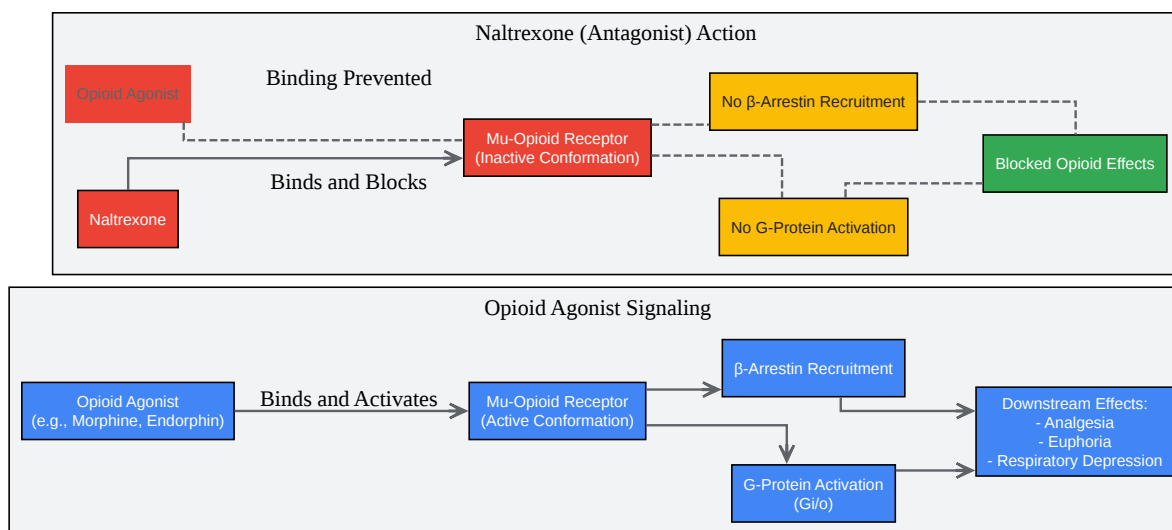 Naltrexone (Antagonist) Action
Opioid Agonist
Binding Prevented
No β-Arrestin Recruitment
Mu-Opioid Receptor
(Inactive Conformation)
Blocked Opioid Effects
Binds and Blocks
Naltrexone
No G-Protein Activation
Opioid Agonist Signaling
β-Arrestin Recruitment
Opioid Agonist
(e.g., Morphine, Endorphin)
Binds and Activates
Mu-Opioid Receptor
(Active Conformation)
Downstream Effects:
- Analgesia
- Euphoria
- Respiratory Depression
G-Protein Activation
(Gi/o)